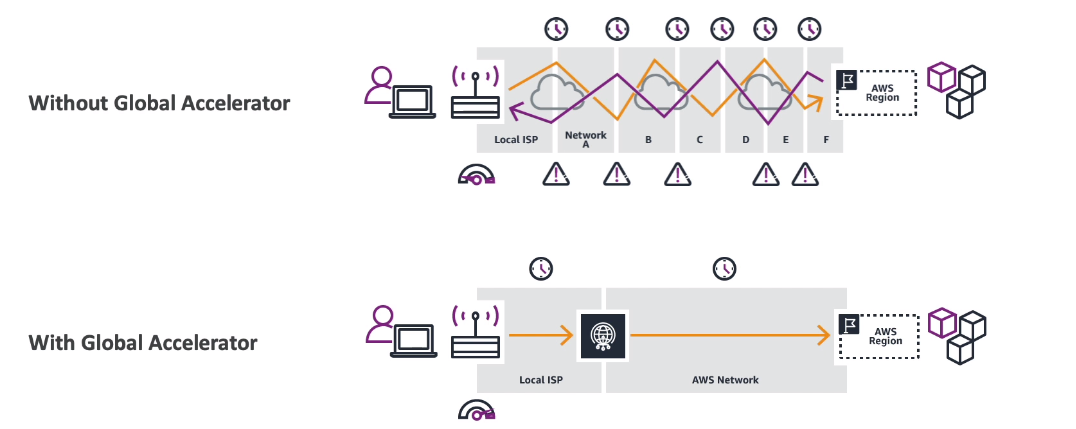 Without Global Accelerator
AWS
Region
Local ISP
Network
A
B
C
D
E
F
With Global Accelerator
AWS
Region
Local ISP
AWS Network